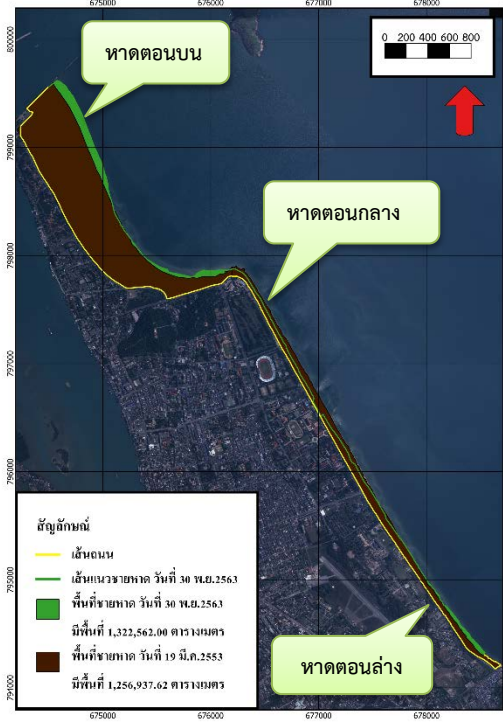 675000 676000 677000 678000
800000
799000
798000
797000
796000
795000
794000
0 200 400 600 800
หาดตอนบน
หาดตอนกลาง
หาดตอนล่าง
สัญลักษณ์
เส้นถนน
เส้นแนวชายหาด วันที่ 30 พ.ย.2563
พื้นที่ชายหาด วันที่ 30 พ.ย.2563
มีพื้นที่ 1,322,562.00 ตารางเมตร
พื้นที่ชายหาด วันที่ 19 มี.ค.2553
มีพื้นที่ 1,256,937.62 ตารางเมตร
675000 676000 677000 678000